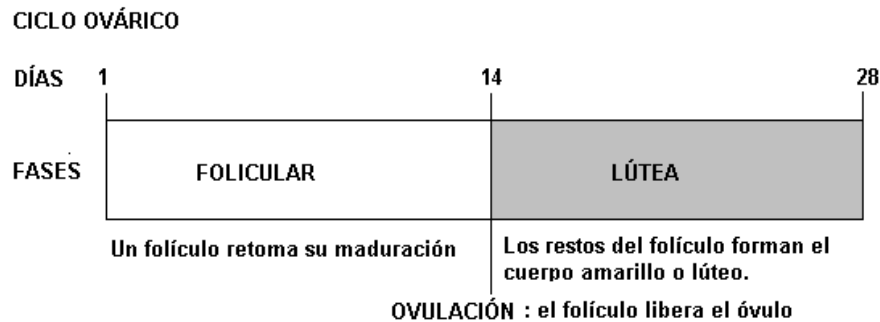 CICLO OVÁRICO
DÍAS 1 14 28
FASES FOLICULAR LÚTEA
Un folículo retoma su maduración
Los restos del folículo forman el
cuerpo amarillo o lúteo.
OVULACIÓN : el folículo libera el óvulo